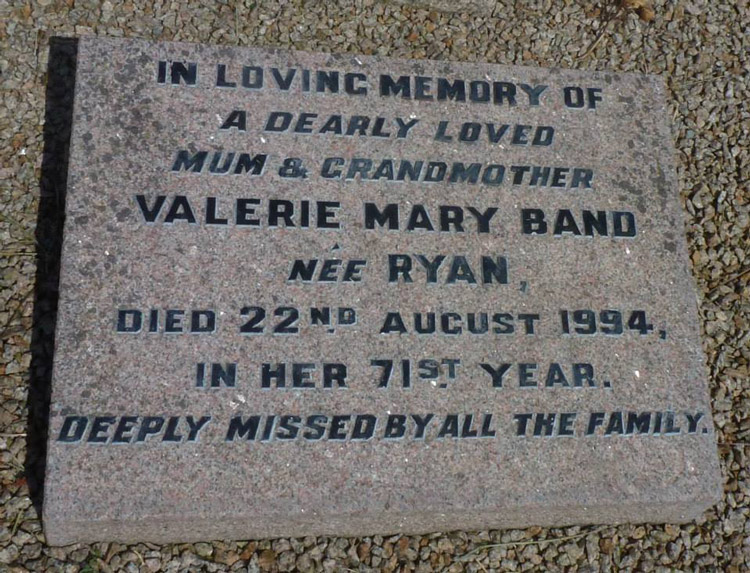 IN LOVING MEMORY OF
A DEARLY LOVED
MUM & GRANDMOTHER
VALERIE MARY BAND
NÉE RYAN,
DIED 22ND AUGUST 1994,
IN HER 71ST YEAR.
DEEPLY MISSED BY ALL THE FAMILY.